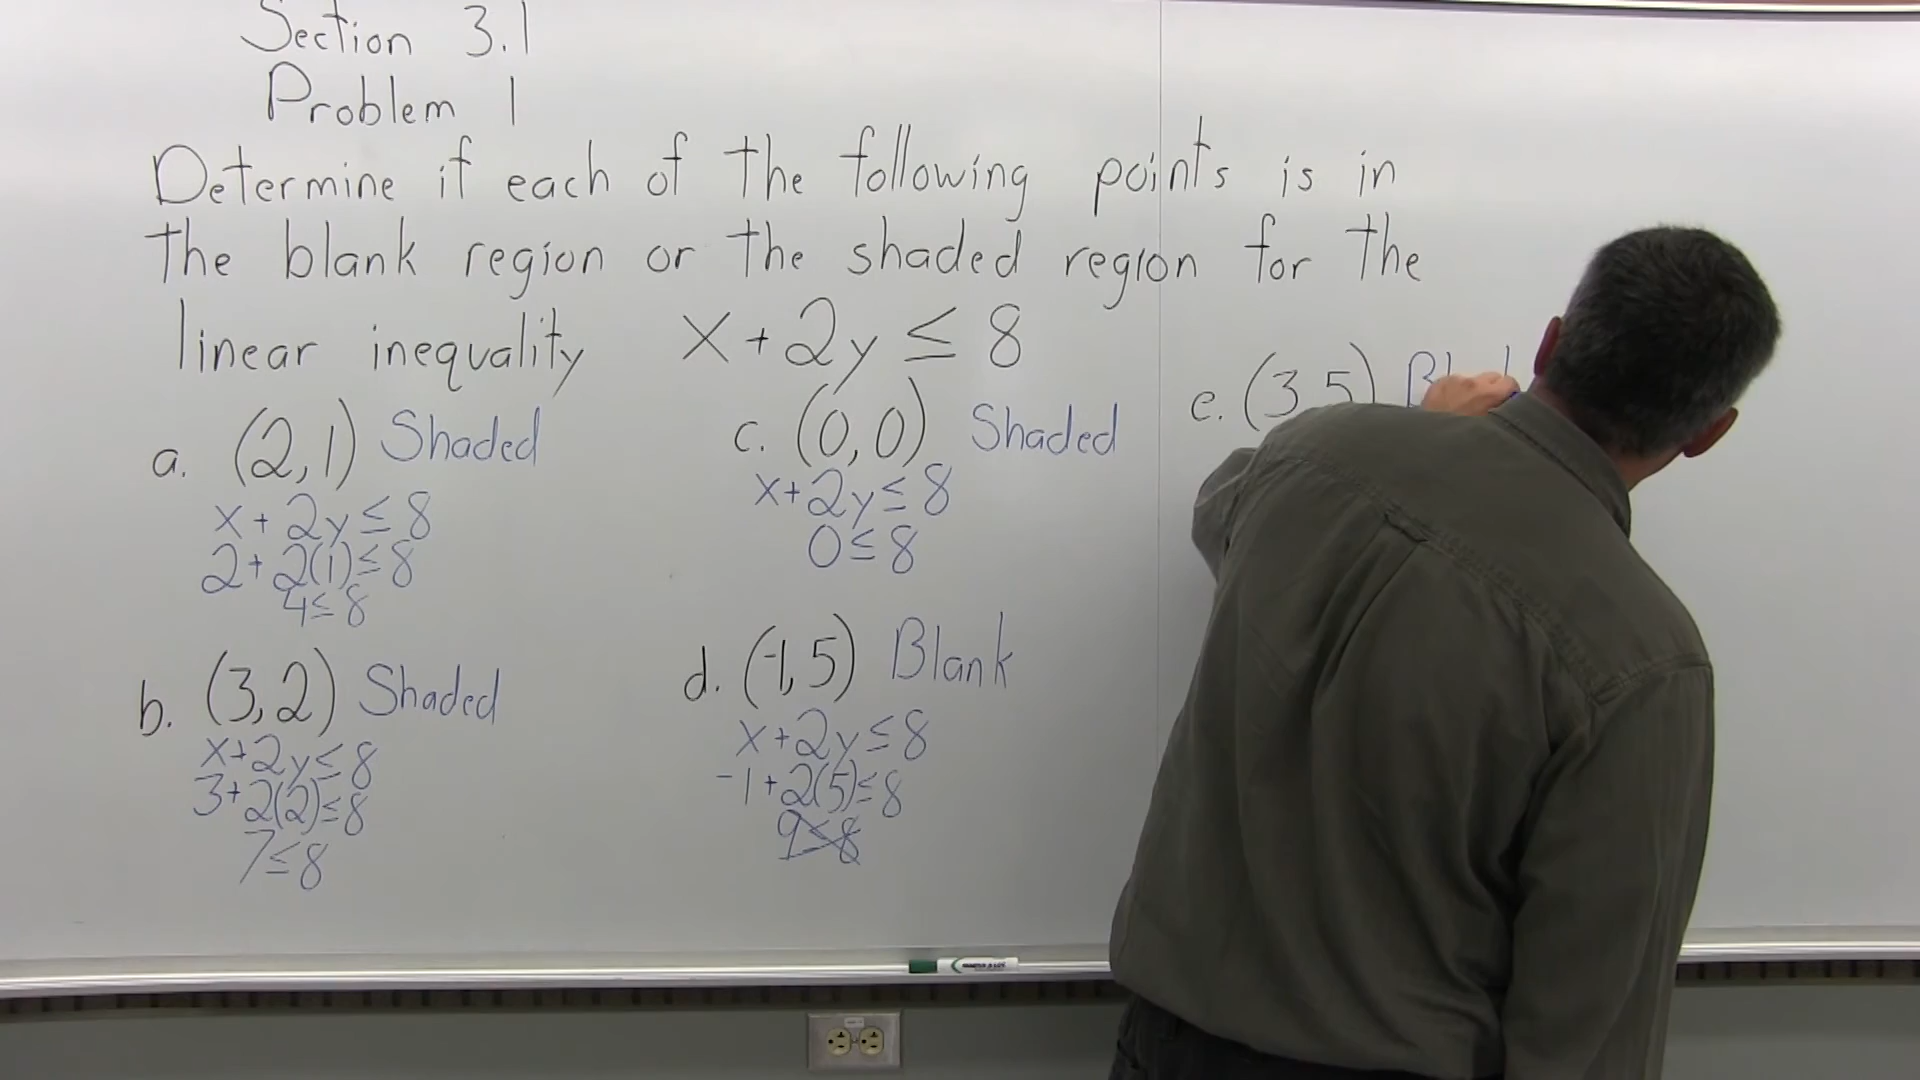 Section 3.1
Problem 1
Determine if each of the following points is in
the blank region or the shaded region for the
linear inequality x + 2y ≤ 8
a. (2,1) Shaded
x + 2y ≤ 8
2 + 2(1) ≤ 8
4 ≤ 8
b. (3,2) Shaded
x + 2y ≤ 8
3 + 2(2) ≤ 8
7 ≤ 8
c. (0,0) Shaded
x + 2y ≤ 8
0 ≤ 8
d. (-1,5) Blank
x + 2y ≤ 8
-1 + 2(5) ≤ 8
9 ≤ 8
e. (3,5)